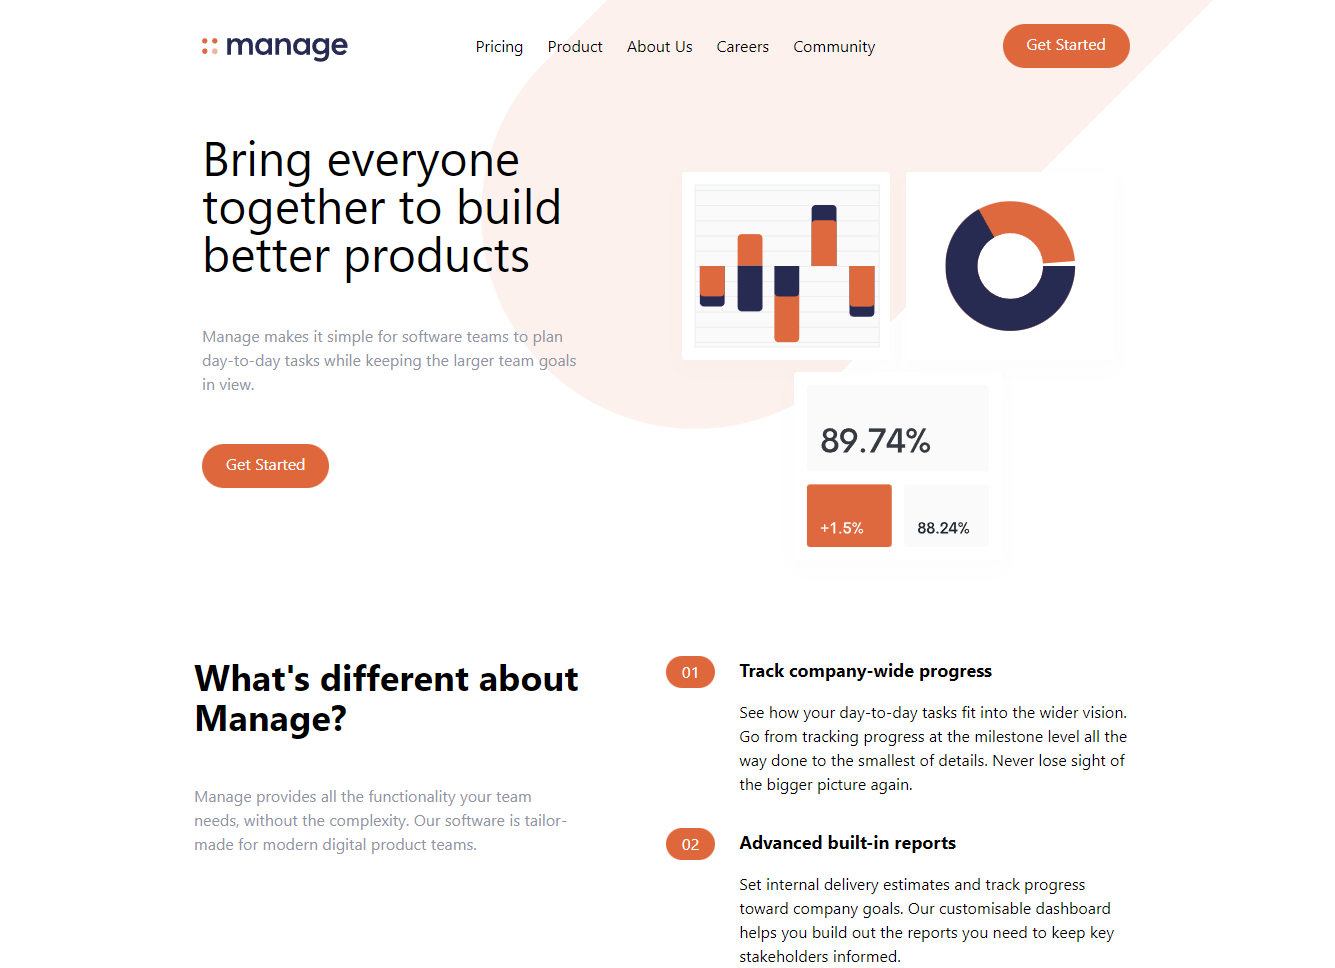 manage
Pricing Product About Us Careers Community
Get Started
Bring everyone
together to build
better products
Manage makes it simple for software teams to plan
day-to-day tasks while keeping the larger team goals
in view.
Get Started
89.74%
+1.5%
88.24%
What's different about
Manage?
Manage provides all the functionality your team
needs, without the complexity. Our software is tailor-
made for modern digital product teams.
01
Track company-wide progress
See how your day-to-day tasks fit into the wider vision.
Go from tracking progress at the milestone level all the
way done to the smallest of details. Never lose sight of
the bigger picture again.
02
Advanced built-in reports
Set internal delivery estimates and track progress
toward company goals. Our customisable dashboard
helps you build out the reports you need to keep key
stakeholders informed.